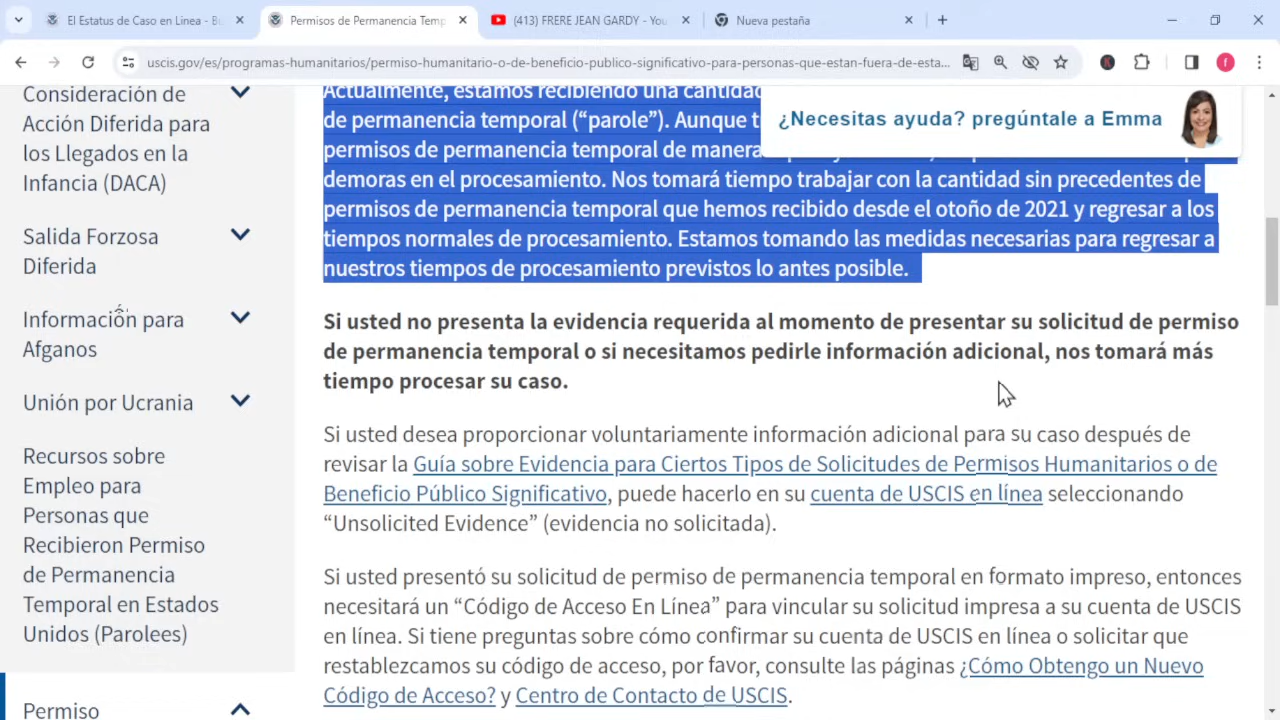 El Estatus de Caso en Línea - Bu
Permisos de Permanencia Temp
(413) FRERE JEAN GARDY - You
Nueva pestaña
uscis.gov/es/programas-humanitarios/permiso-humanitario-o-de-beneficio-publico-significativo-para-personas-que-estan-fuera-de-esta...
K
f
Consideración de
Acción Diferida para
los Llegados en la
Infancia (DACA)
Salida Forzosa
Diferida
Información para
Afganos
Unión por Ucrania
Recursos sobre
Empleo para
Personas que
Recibieron Permiso
de Permanencia
Temporal en Estados
Unidos (Parolees)
Permiso
¿Necesitas ayuda? pregúntale a Emma
Actualmente, estamos recibiendo una cantidad
de permanencia temporal (“parole”). Aunque
permisos de permanencia temporal de manera
demoras en el procesamiento. Nos tomará tiempo trabajar con la cantidad sin precedentes de
permisos de permanencia temporal que hemos recibido desde el otoño de 2021 y regresar a los
tiempos normales de procesamiento. Estamos tomando las medidas necesarias para regresar a
nuestros tiempos de procesamiento previstos lo antes posible.
Si usted no presenta la evidencia requerida al momento de presentar su solicitud de permiso
de permanencia temporal o si necesitamos pedirle información adicional, nos tomará más
tiempo procesar su caso.
Si usted desea proporcionar voluntariamente información adicional para su caso después de
revisar la Guía sobre Evidencia para Ciertos Tipos de Solicitudes de Permisos Humanitarios o de
Beneficio Público Significativo, puede hacerlo en su cuenta de USCIS en línea seleccionando
“Unsolicited Evidence” (evidencia no solicitada).
Si usted presentó su solicitud de permiso de permanencia temporal en formato impreso, entonces
necesitará un “Código de Acceso En Línea” para vincular su solicitud impresa a su cuenta de USCIS
en línea. Si tiene preguntas sobre cómo confirmar su cuenta de USCIS en línea o solicitar que
restablezcamos su código de acceso, por favor, consulte las páginas ¿Cómo Obtengo un Nuevo
Código de Acceso? y Centro de Contacto de USCIS.